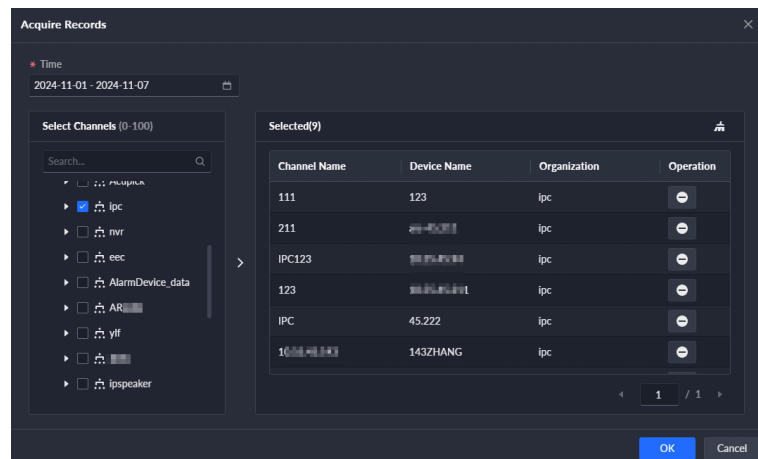 Acquire Records
* Time
2024-11-01 - 2024-11-07
Select Channels (0-100)
Search...
Acupick
ipc
nvr
eec
AlarmDevice_data
AR
ylf
ipspeaker
Selected(9)
Channel Name Device Name Organization Operation
111 123 ipc
211 ipc
IPC123 ipc
123 ipc
IPC 45.222 ipc
143ZHANG ipc
1 / 1
OK Cancel